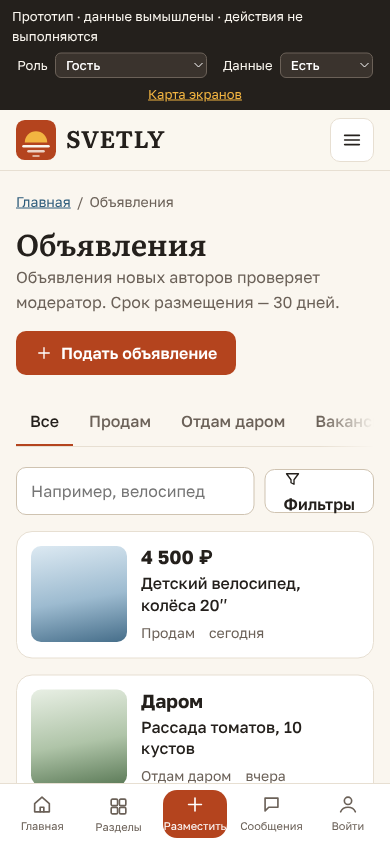 Прототип · данные вымышлены · действия не
выполняются
Роль Гость Данные Есть
Карта экранов
SVETLY
Главная / Объявления
Объявления
Объявления новых авторов проверяет
модератор. Срок размещения — 30 дней.
Подать объявление
Все Продам Отдам даром Ваканс
Например, велосипед
Фильтры
4 500 ₽
Детский велосипед,
колёса 20″
Продам сегодня
Даром
Рассада томатов, 10
кустов
Отдам даром вчера
Главная Разделы Разместить Сообщения Войти